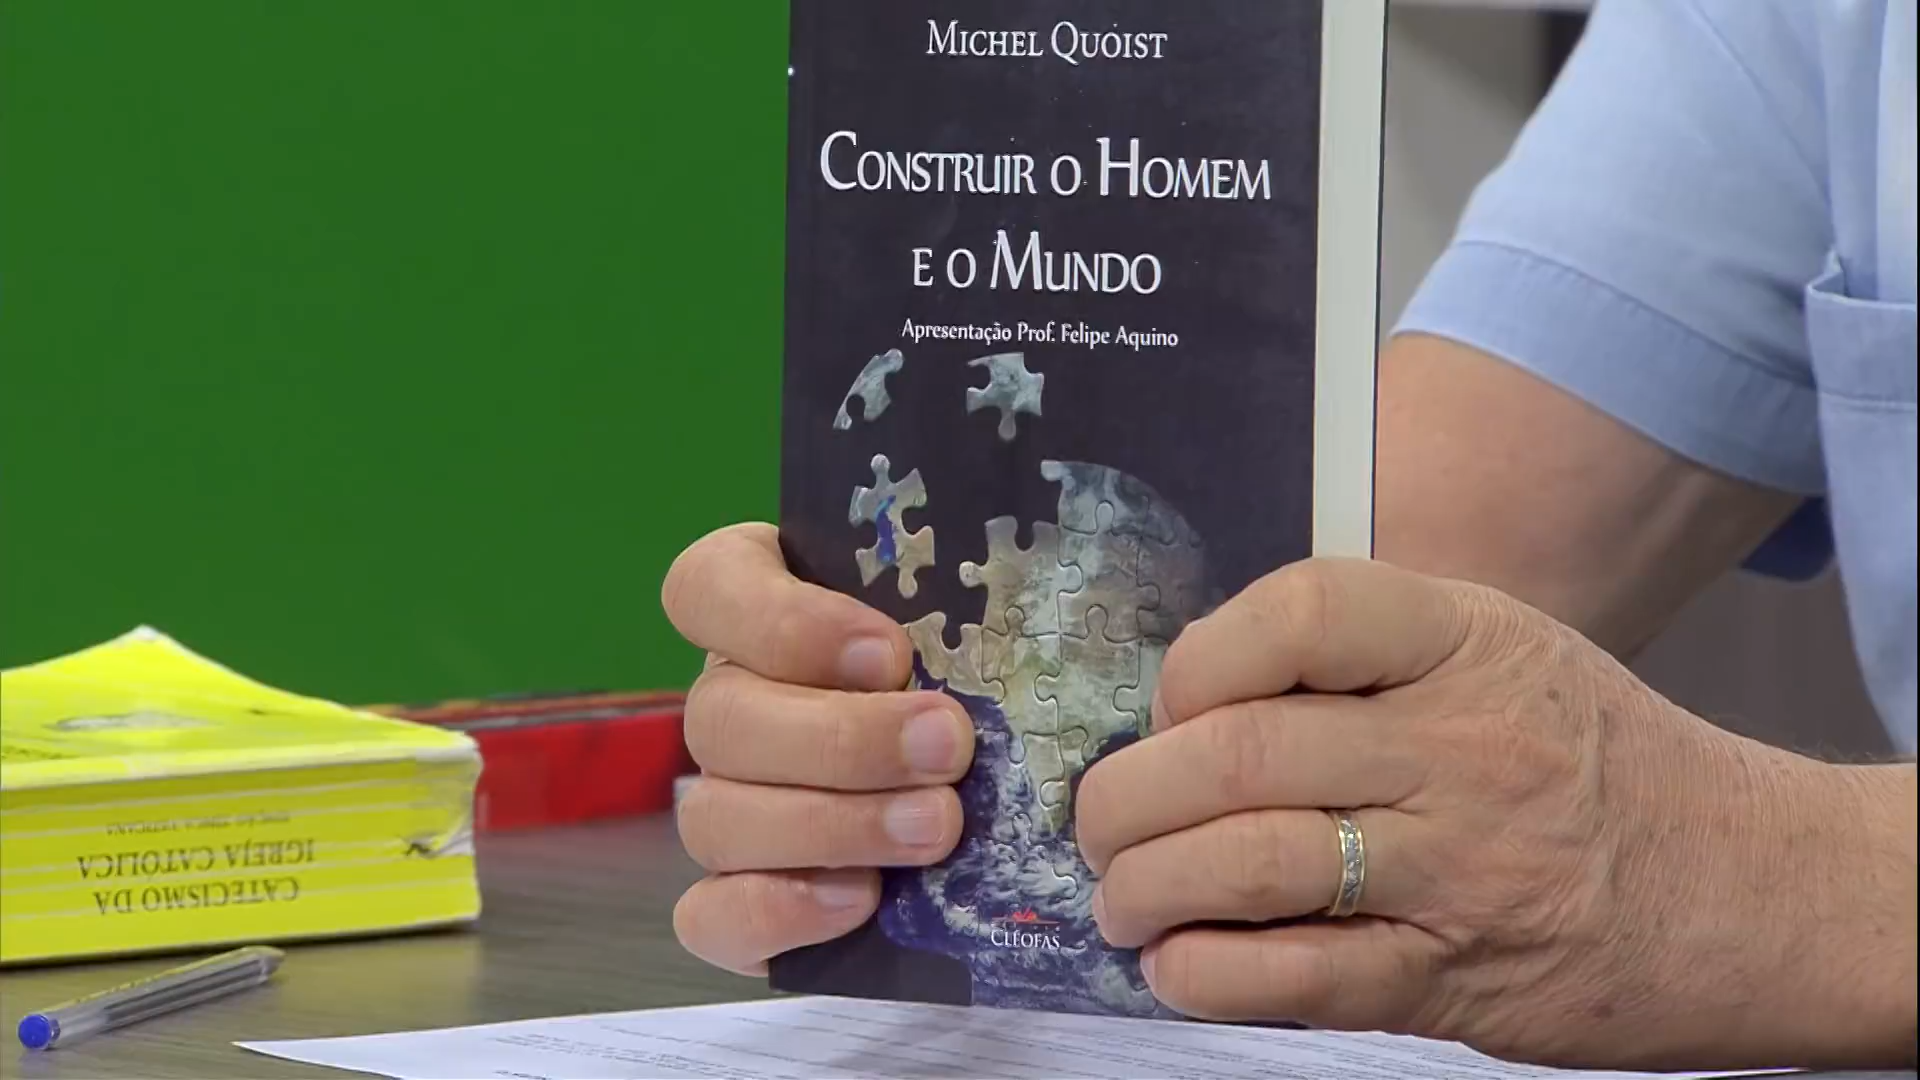 MICHEL QUOIST
CONSTRUIR O HOMEM
E O MUNDO
Apresentação Prof. Felipe Aquino
CLÉOFAS
CATECISMO DA
IGREJA CATÓLICA